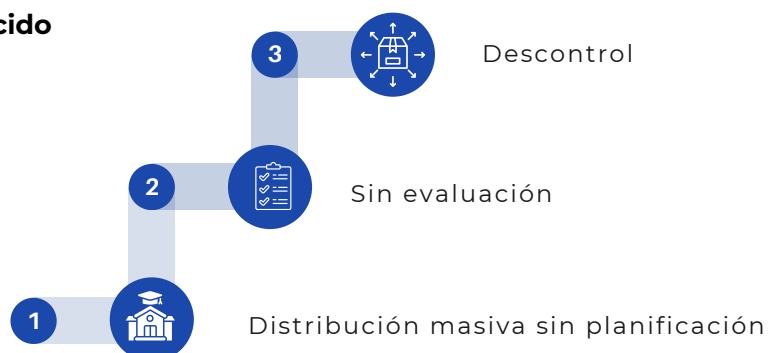 cido
3
Descontrol
2
Sin evaluación
1
Distribución masiva sin planificación